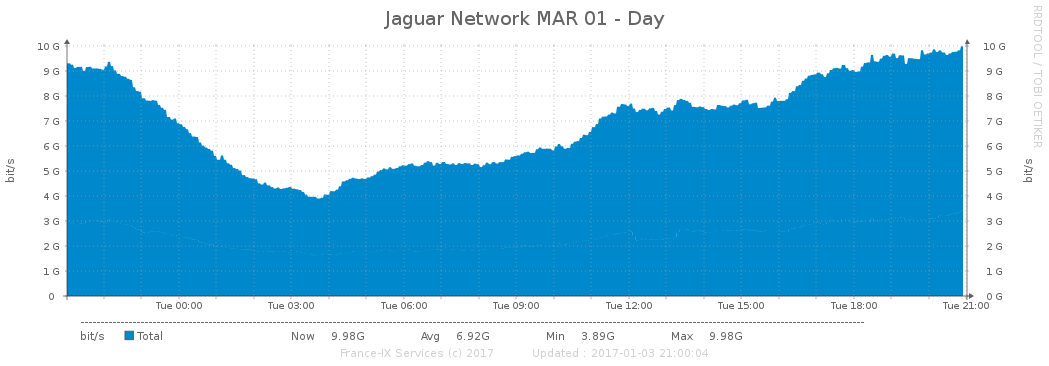 Jaguar Network MAR 01 - Day
RRDTOOL / TOBI OETIKER
bit/s
10 G
9 G
8 G
7 G
6 G
5 G
4 G
3 G
2 G
1 G
0
10 G
9 G
8 G
7 G
6 G
5 G
4 G
3 G
2 G
1 G
0 G
bit/s
Tue 00:00 Tue 03:00 Tue 06:00 Tue 09:00 Tue 12:00 Tue 15:00 Tue 18:00 Tue 21:00
bit/s Total Now 9.98G Avg 6.92G Min 3.89G Max 9.98G
France-IX Services (c) 2017 Updated : 2017-01-03 21:00:04